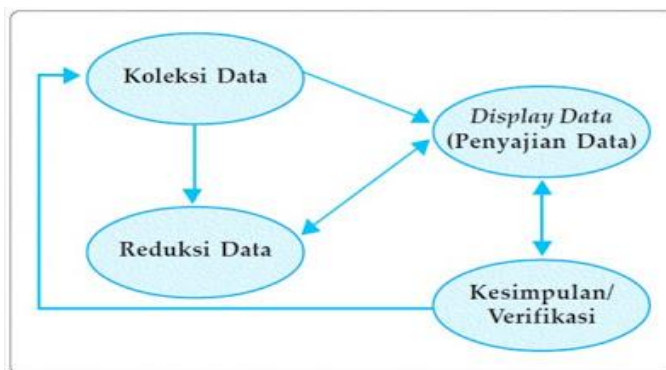 Koleksi Data
Display Data
(Penyajian Data)
Reduksi Data
Kesimpulan/
Verifikasi